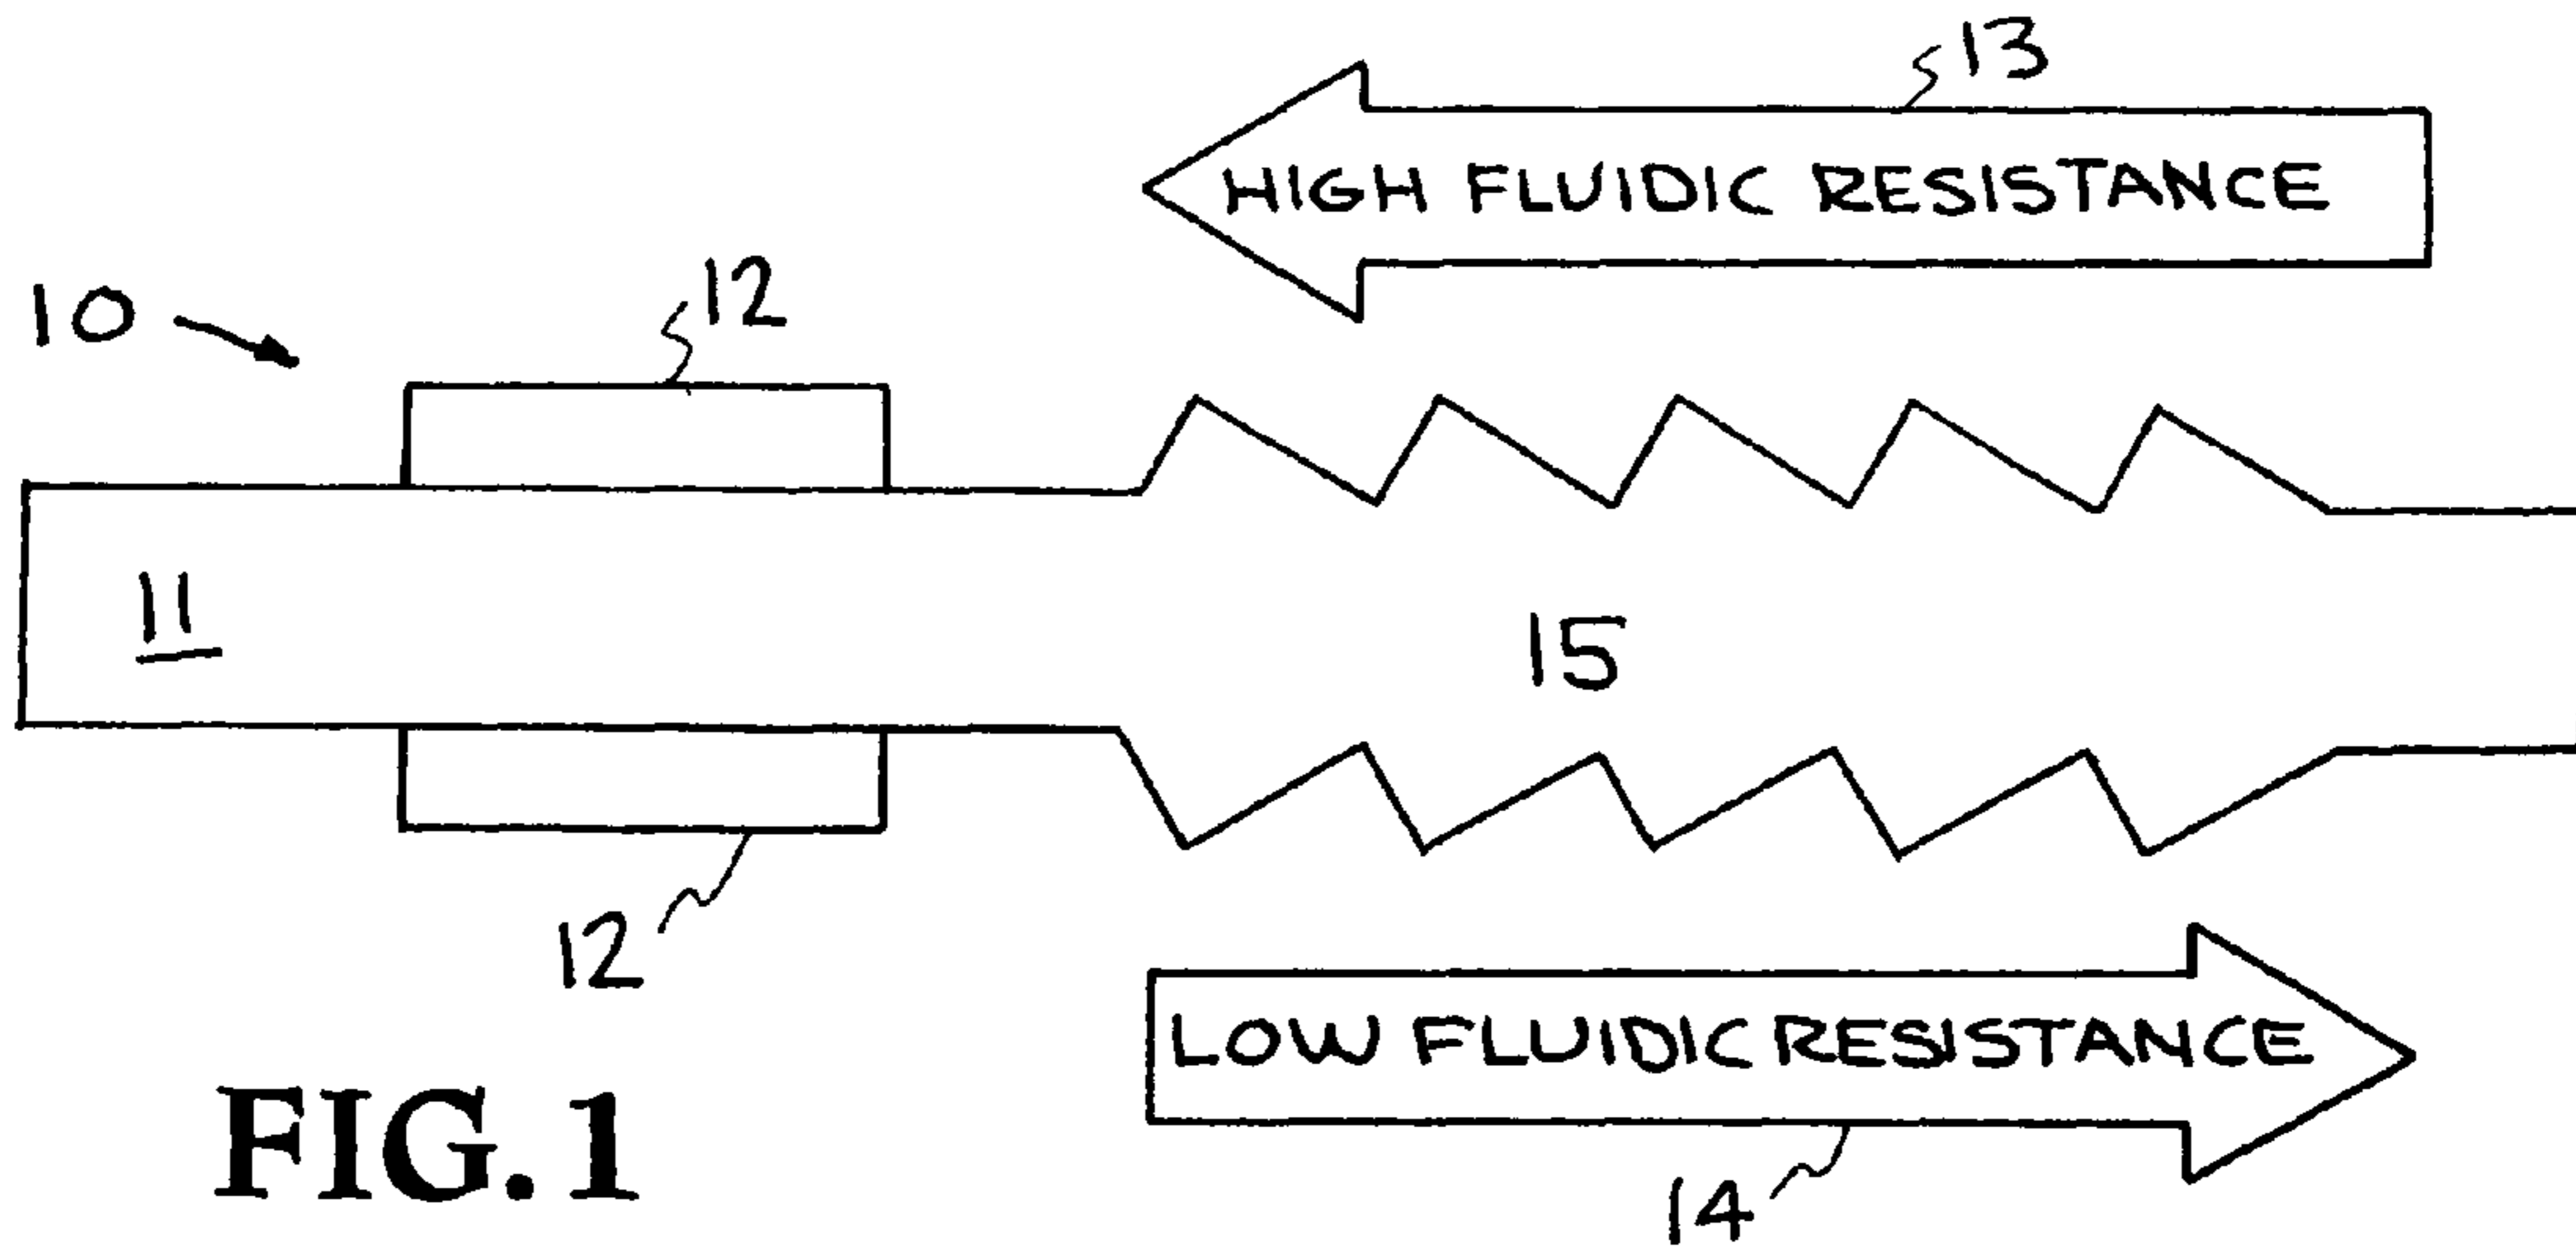 13
HIGH FLUIDIC RESISTANCE
12
10
11
15
12
LOW FLUIDIC RESISTANCE
FIG. 1
14